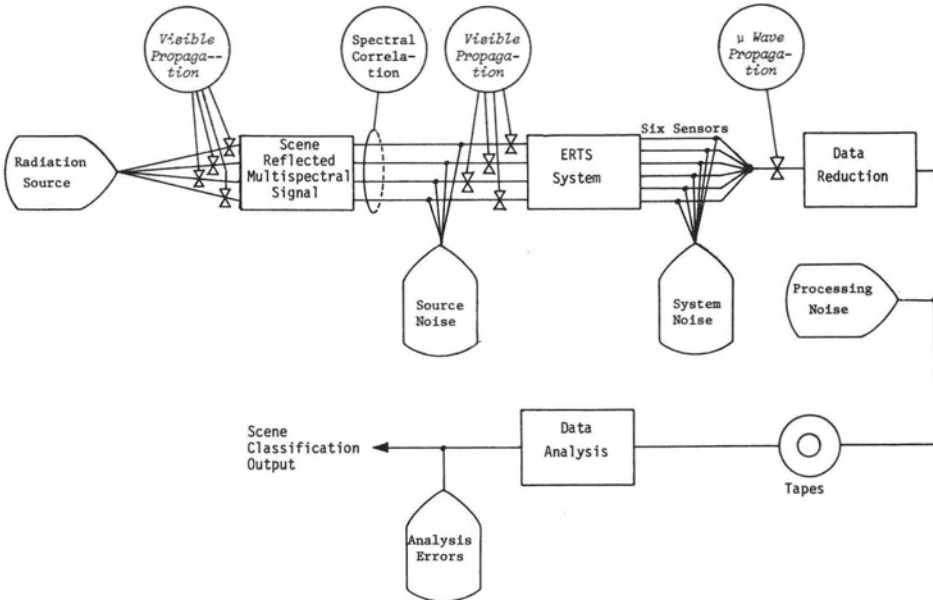 Visible
Propaga--
tion
Spectral
Correla-
tion
Visible
Propaga-
tion
μ Wave
Propaga-
tion
Radiation
Source
Scene
Reflected
Multispectral
Signal
ERTS
System
Six Sensors
Data
Reduction
Source
Noise
System
Noise
Processing
Noise
Scene
Classification
Output
Data
Analysis
Tapes
Analysis
Errors